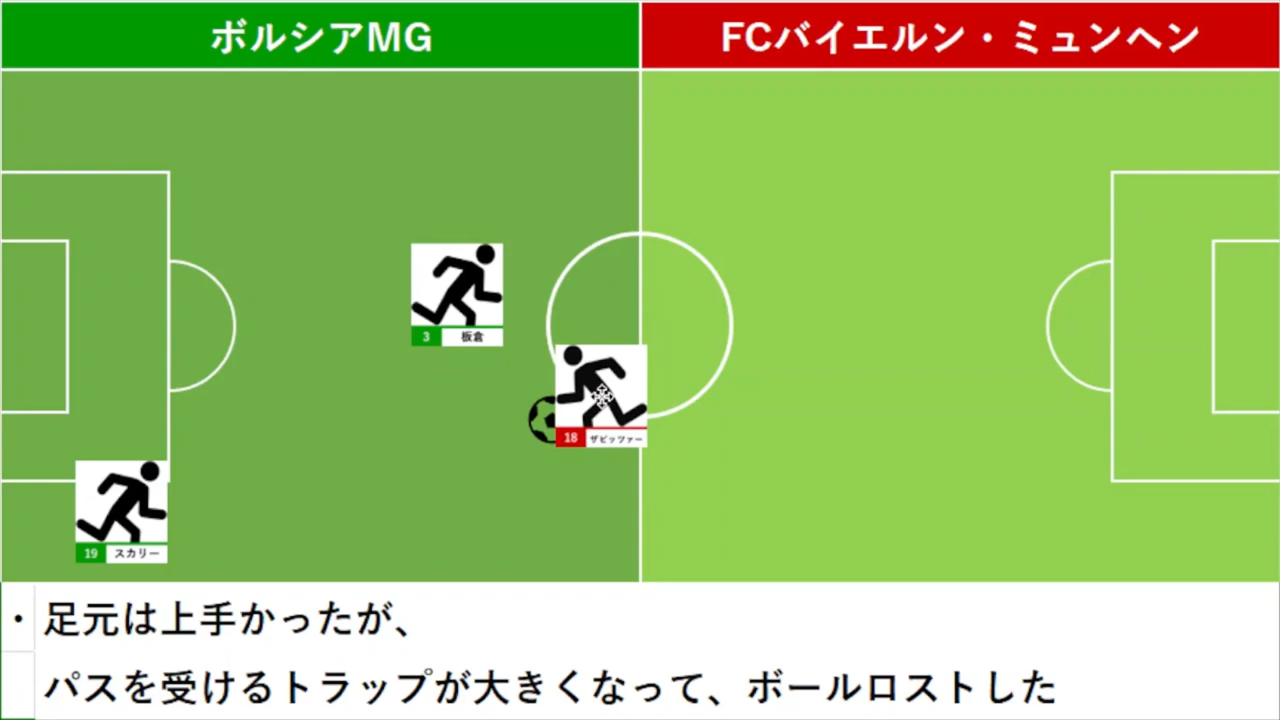 ボルシアMG
FCバイエルン・ミュンヘン
3 板倉
18 ザビッツァー
19 スカリー
・足元は上手かったが、
パスを受けるトラップが大きくなって、ボールロストした